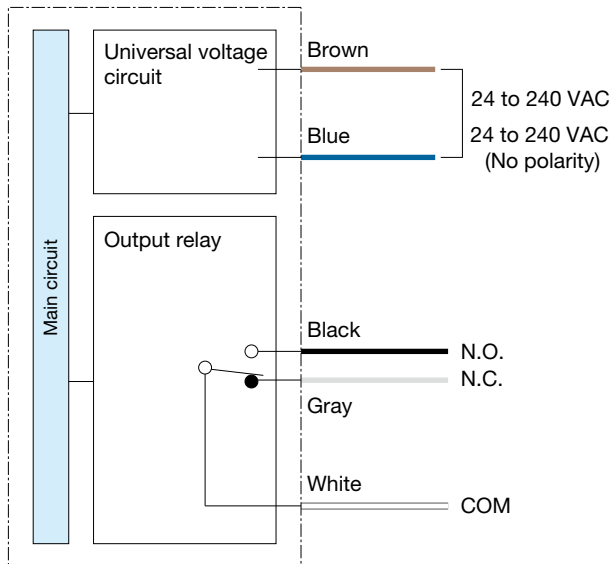 Universal voltage
circuit
Brown
24 to 240 VAC
Blue
24 to 240 VAC
(No polarity)
Main circuit
Output relay
Black
N.O.
N.C.
Gray
White
COM